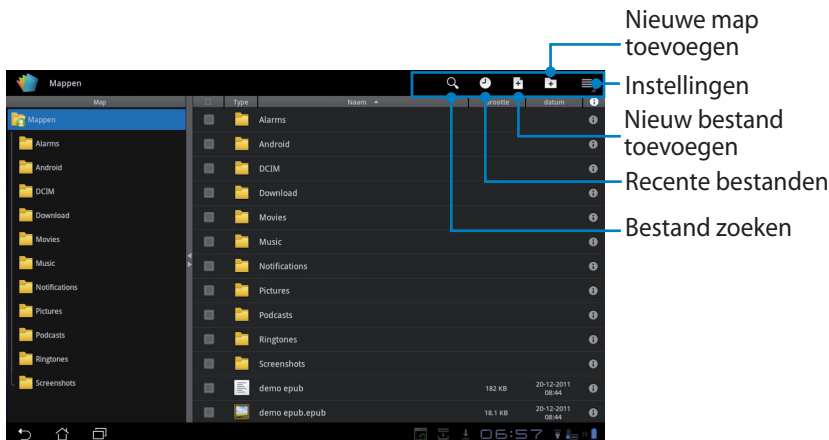 Nieuwe map
toevoegen
Instellingen
Nieuw bestand
toevoegen
Recente bestanden
Bestand zoeken
Mappen
Map
Type Naam grootte datum
Mappen
Alarms
Android
DCIM
Download
Movies
Music
Notifications
Pictures
Podcasts
Ringtones
Screenshots
Alarms
Android
DCIM
Download
Movies
Music
Notifications
Pictures
Podcasts
Ringtones
Screenshots
demo epub 182 KB 20-12-2011
08:44
demo epub.epub 18.1 KB 20-12-2011
08:44
06:57